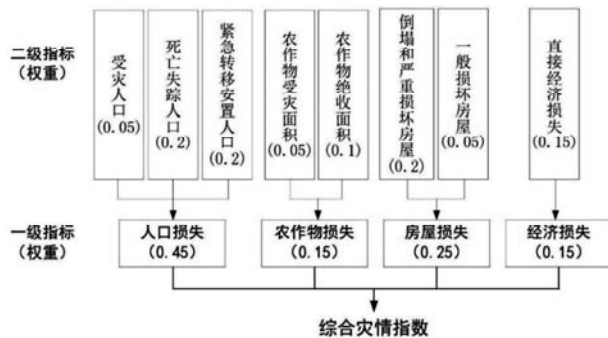 二级指标
（权重）
受灾人口
(0.05)
死亡失踪人口
(0.2)
紧急转移安置人口
(0.2)
农作物受灾面积
(0.05)
农作物绝收面积
(0.1)
倒塌和严重损坏房屋
(0.2)
一般损坏房屋
(0.05)
直接经济损失
(0.15)
一级指标
（权重）
人口损失
(0.45)
农作物损失
(0.15)
房屋损失
(0.25)
经济损失
(0.15)
综合灾情指数